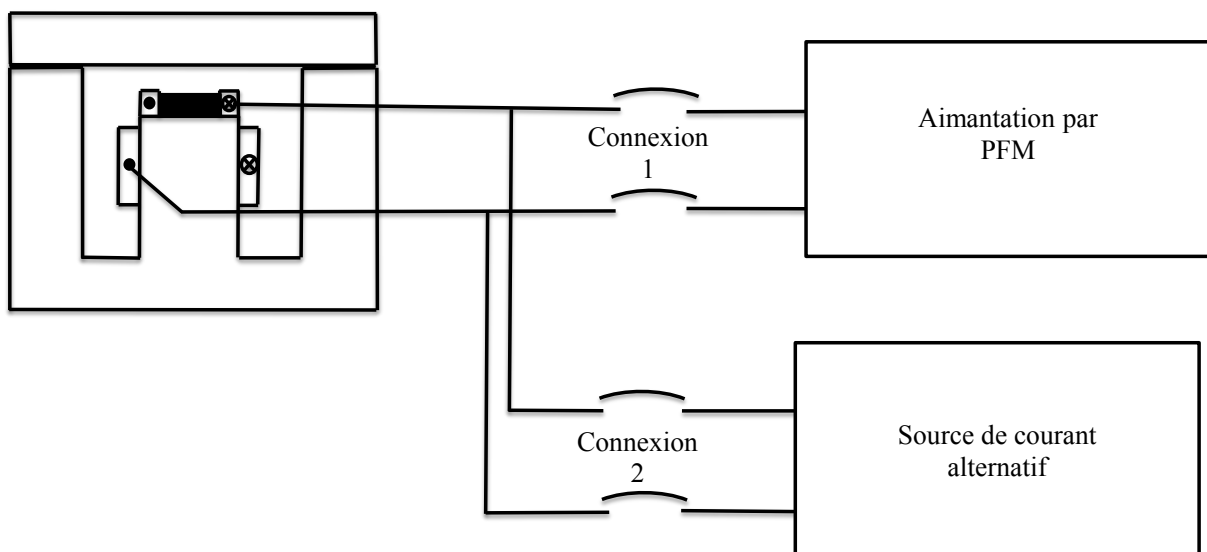 Connexion
1
Aimantation par
PFM
Connexion
2
Source de courant
alternatif